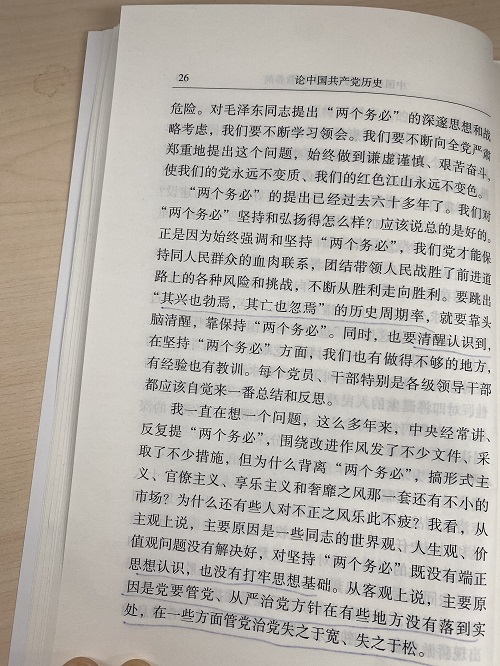 26 论中国共产党历史
危险。对毛泽东同志提出“两个务必”的深邃思想和战
略考虑，我们要不断学习领会。我们要不断向全党严肃
郑重地提出这个问题，始终做到谦虚谨慎、艰苦奋斗，
使我们的党永远不变质、我们的红色江山永远不变色。
“两个务必”的提出已经过去六十多年了。我们对
“两个务必”坚持和弘扬得怎么样？应该说总的是好的。
正是因为始终强调和坚持“两个务必”，我们党才能保
持同人民群众的血肉联系，团结带领人民战胜了前进道
路上的各种风险和挑战，不断从胜利走向胜利。要跳出
“其兴也勃焉，其亡也忽焉”的历史周期率，就要靠头
脑清醒，靠保持“两个务必”。同时，也要清醒认识到，
在坚持“两个务必”方面，我们也有做得不够的地方，
有经验也有教训。每个党员、干部特别是各级领导干部
都应该自觉来一番总结和反思。
我一直在想一个问题，这么多年来，中央经常讲、
反复提“两个务必”，围绕改进作风发了不少文件、采
取了不少措施，但为什么背离“两个务必”，搞形式主
义、官僚主义、享乐主义和奢靡之风那一套还有不小的
市场？为什么还有些人对不正之风乐此不疲？我看，从
主观上说，主要原因是一些同志的世界观、人生观、价
值观问题没有解决好，对坚持“两个务必”既没有端正
思想认识，也没有打牢思想基础。从客观上说，主要原
因是党要管党、从严治党方针在有些地方没有落到实
处，在一些方面管党治党失之于宽、失之于松。